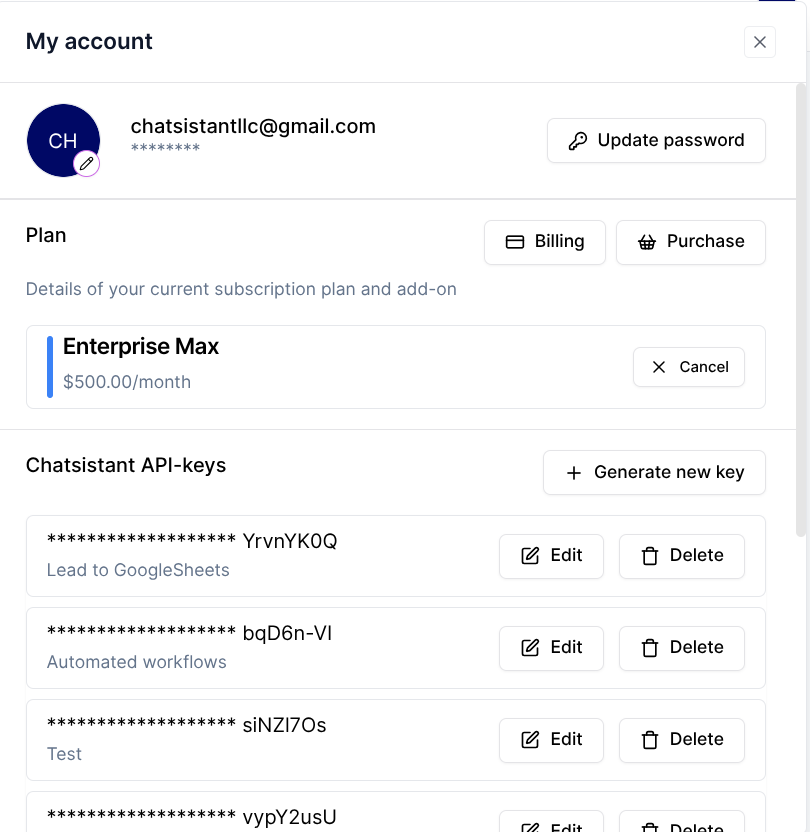 My account
CH
chatsistantllc@gmail.com
********
Update password
Plan
Billing
Purchase
Details of your current subscription plan and add-on
Enterprise Max
$500.00/month
Cancel
Chatsistant API-keys
Generate new key
******************* YrvnYK0Q
Edit
Delete
Lead to GoogleSheets
******************* bqD6n-VI
Edit
Delete
Automated workflows
******************* siNZl7Os
Edit
Delete
Test
******************* vypY2usU
Edit
Delete